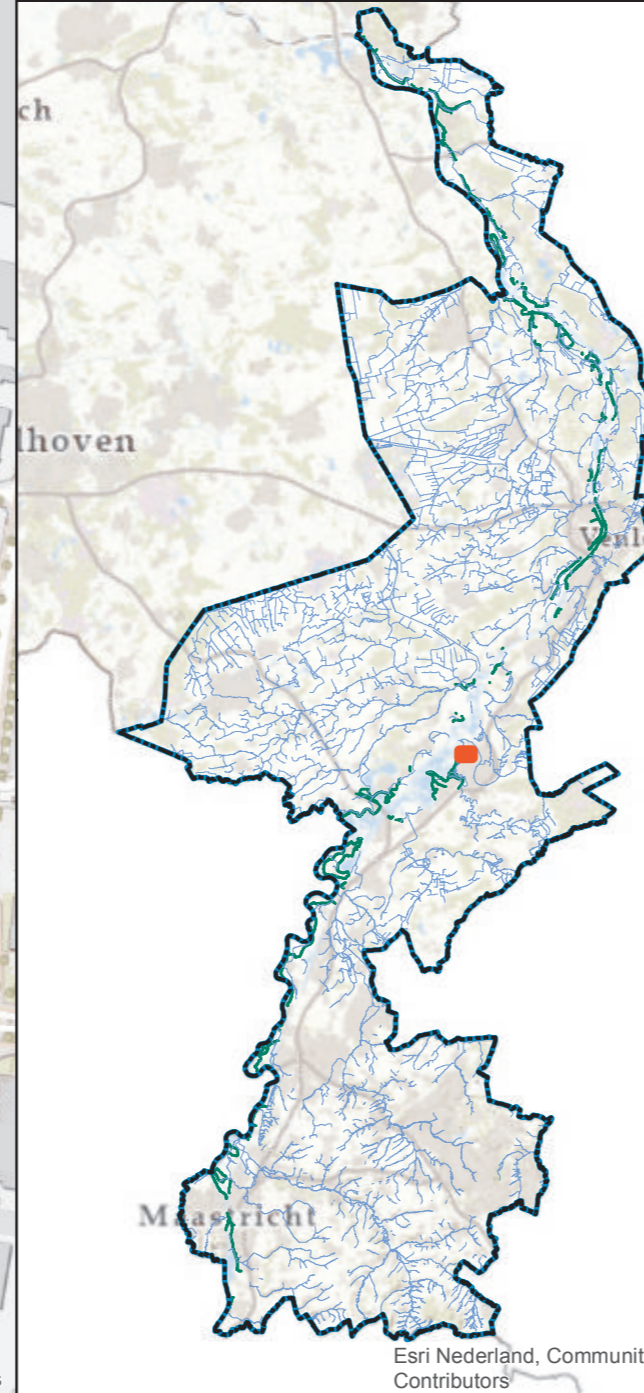 ch
lhoven
Venl
Maastricht
Esri Nederland, Communit
Contributors
s